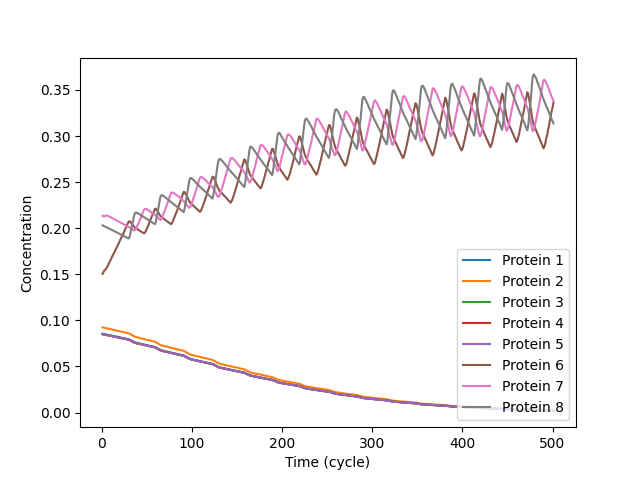 0.35
0.30
0.25
0.20
0.15
0.10
0.05
0.00
Concentration
0
100
200
300
400
500
Time (cycle)
Protein 1
Protein 2
Protein 3
Protein 4
Protein 5
Protein 6
Protein 7
Protein 8